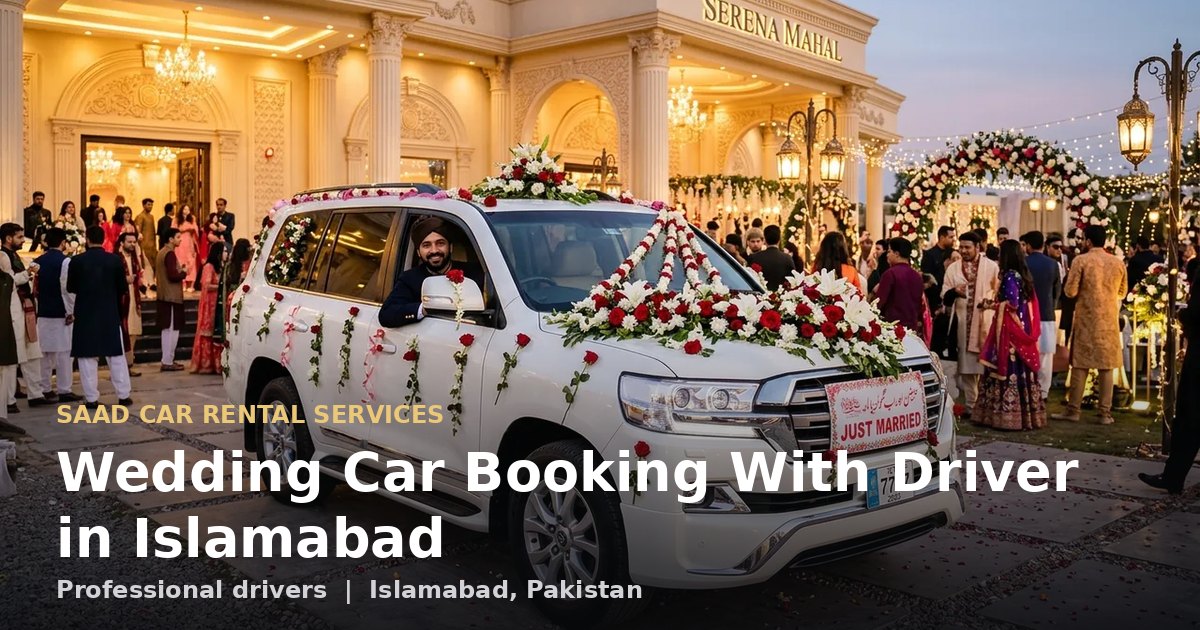 SERENA MAHAL
JUST MARRIED
SAAD CAR RENTAL SERVICES
Wedding Car Booking With Driver
in Islamabad
Professional drivers | Islamabad, Pakistan